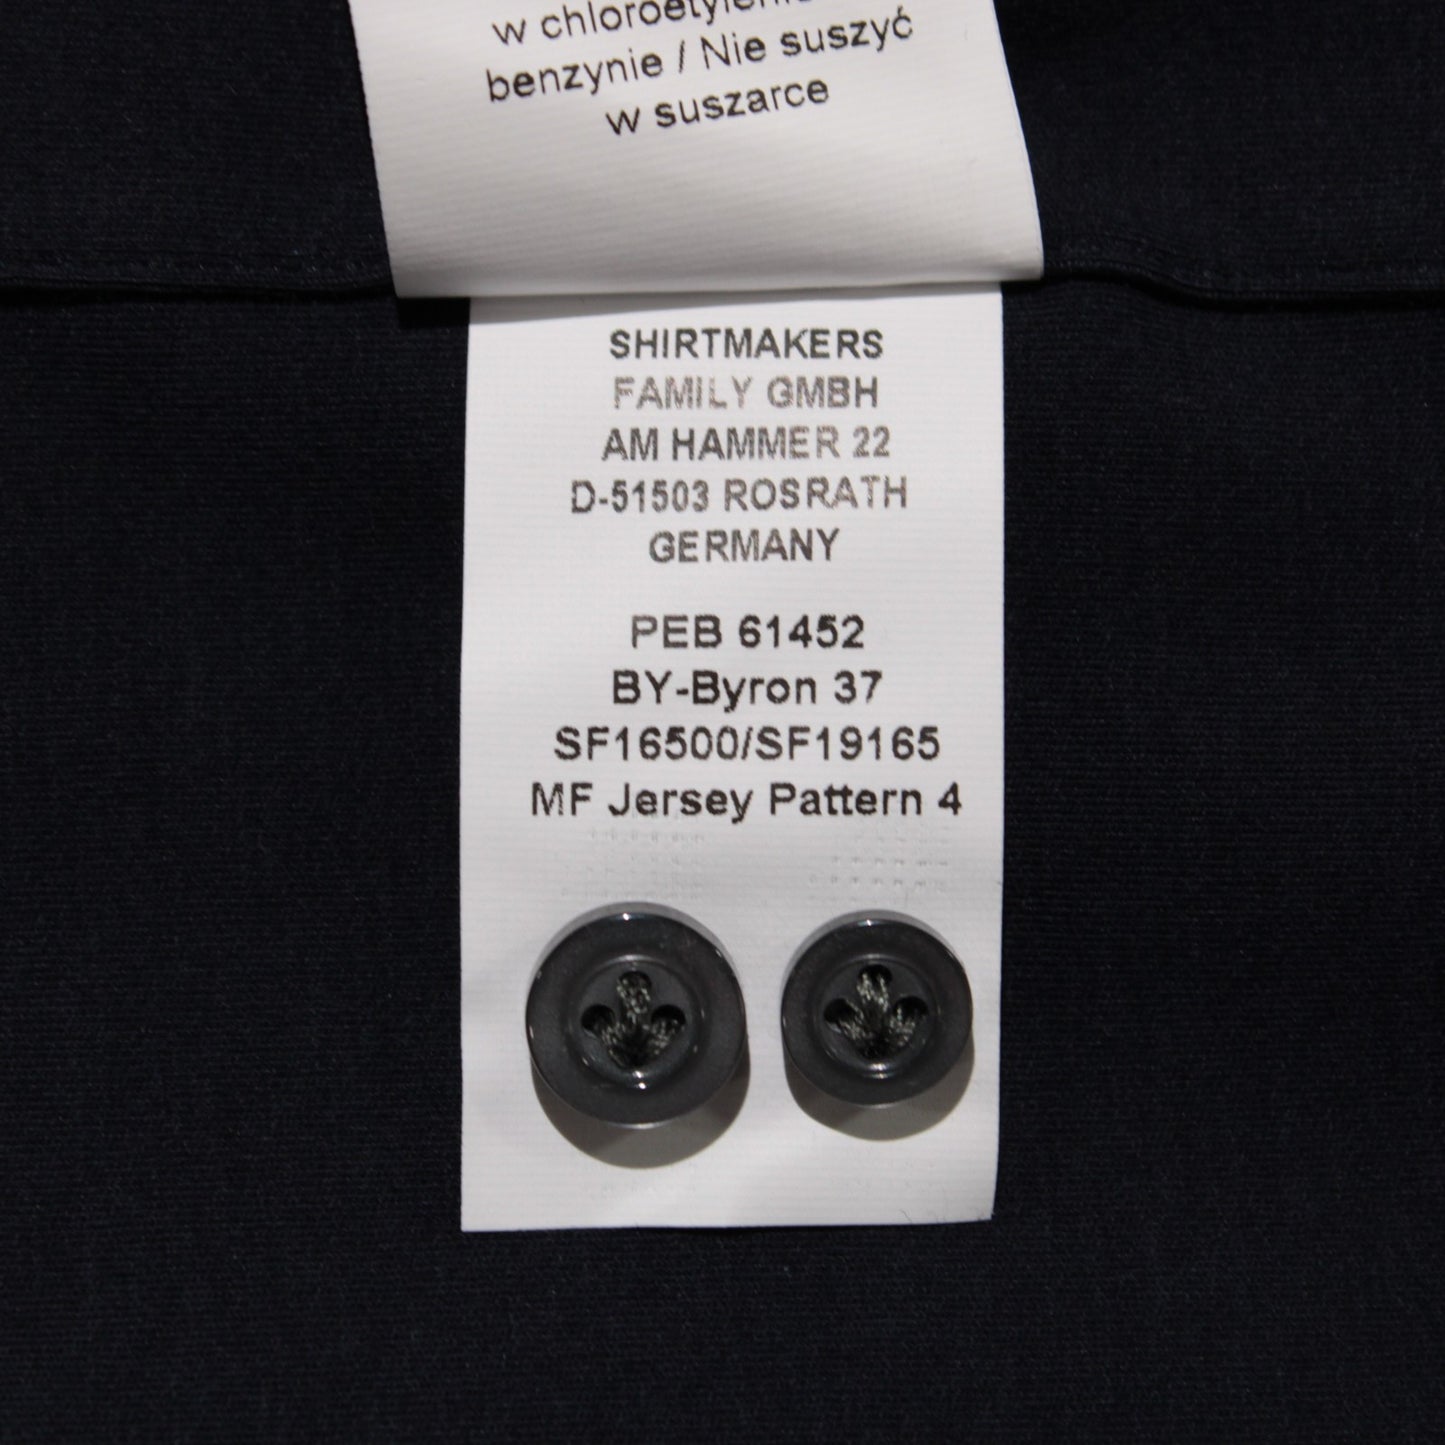 w chloroetylenie
benzynie / Nie suszyć
w suszarce
SHIRTMAKERS
FAMILY GMBH
AM HAMMER 22
D-51503 ROSRATH
GERMANY
PEB 61452
BY-Byron 37
SF16500/SF19165
MF Jersey Pattern 4